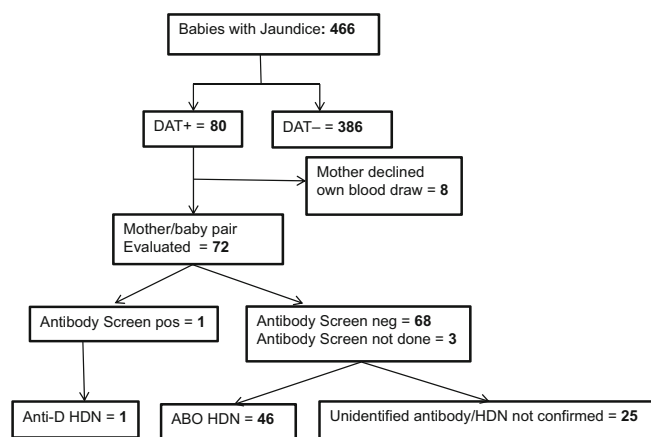 Babies with Jaundice: 466
DAT+ = 80
DAT– = 386
Mother declined
own blood draw = 8
Mother/baby pair
Evaluated = 72
Antibody Screen pos = 1
Antibody Screen neg = 68
Antibody Screen not done = 3
Anti-D HDN = 1
ABO HDN = 46
Unidentified antibody/HDN not confirmed = 25